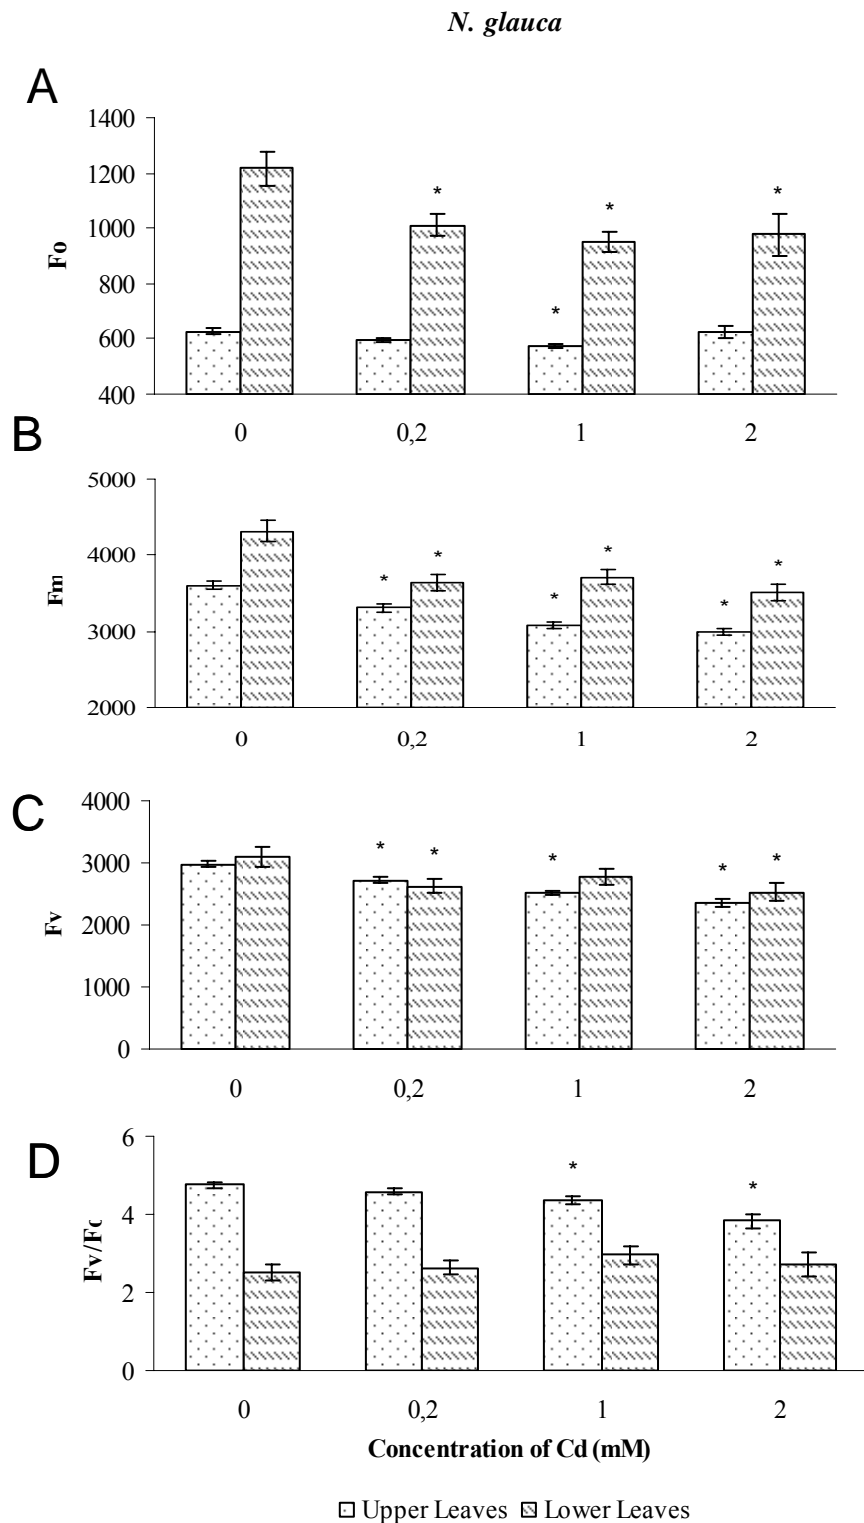 N. glauca
A
1400
1200
1000
800
600
400
Fo
* * * *
0 0,2 1 2
B
5000
4000
3000
2000
Fm
* * * * * *
0 0,2 1 2
C
4000
3000
2000
1000
0
Fv
* * * * *
0 0,2 1 2
D
6
4
2
0
Fv/Fo
* *
0 0,2 1 2
Concentration of Cd (mM)
Upper Leaves Lower Leaves